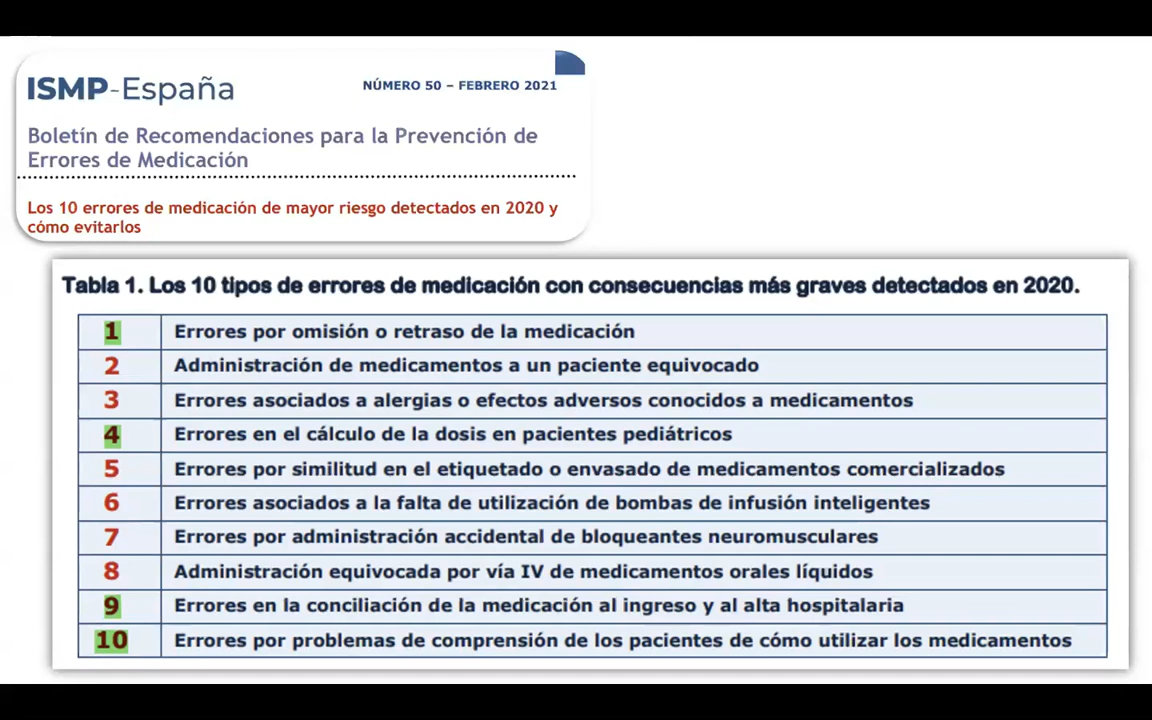 ISMP-España
NÚMERO 50 – FEBRERO 2021
Boletín de Recomendaciones para la Prevención de
Errores de Medicación
Los 10 errores de medicación de mayor riesgo detectados en 2020 y
cómo evitarlos
Tabla 1. Los 10 tipos de errores de medicación con consecuencias más graves detectados en 2020.
1 Errores por omisión o retraso de la medicación
2 Administración de medicamentos a un paciente equivocado
3 Errores asociados a alergias o efectos adversos conocidos a medicamentos
4 Errores en el cálculo de la dosis en pacientes pediátricos
5 Errores por similitud en el etiquetado o envasado de medicamentos comercializados
6 Errores asociados a la falta de utilización de bombas de infusión inteligentes
7 Errores por administración accidental de bloqueantes neuromusculares
8 Administración equivocada por vía IV de medicamentos orales líquidos
9 Errores en la conciliación de la medicación al ingreso y al alta hospitalaria
10 Errores por problemas de comprensión de los pacientes de cómo utilizar los medicamentos